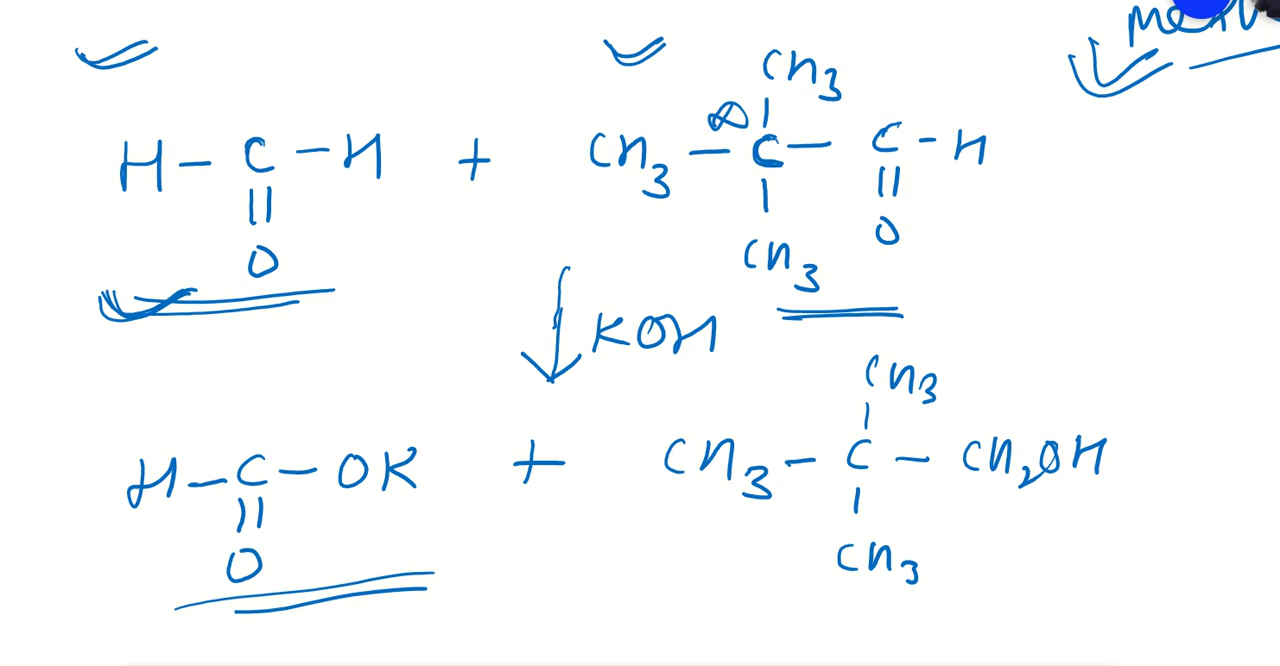 CH3
H-C-H + CH3-C-C-H
α
|| | ||
O CH3 O
↓ KOH
CH3
|
H-C-OK + CH3-C-CH2OH
|| |
O CH3